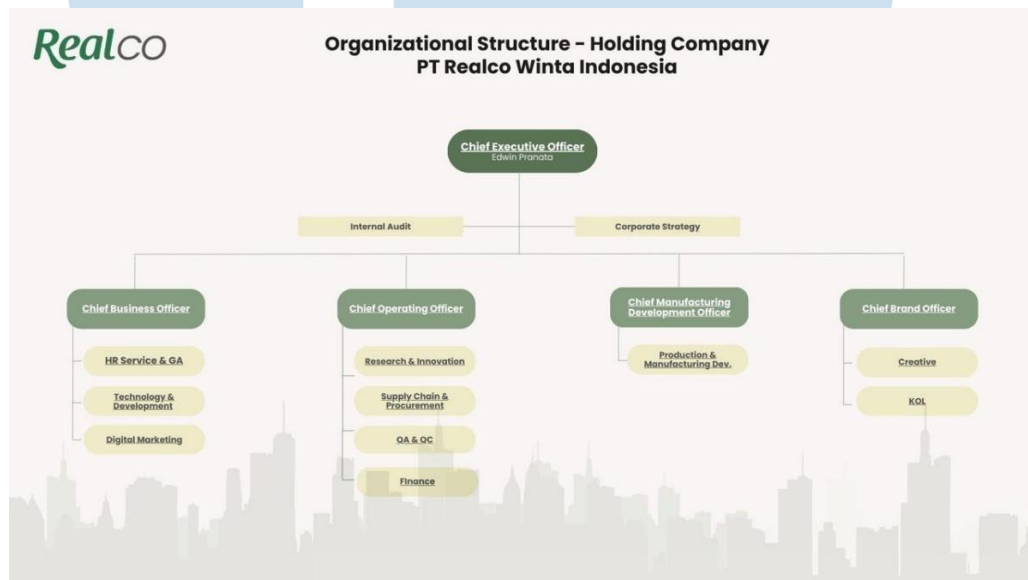 Realco
Organizational Structure - Holding Company
PT Realco Winta Indonesia
Chief Executive Officer
Edwin Pranata
Internal Audit
Corporate Strategy
Chief Business Officer
Chief Operating Officer
Chief Manufacturing
Development Officer
Chief Brand Officer
HR Service & GA
Technology &
Development
Digital Marketing
Research & Innovation
Supply Chain &
Procurement
QA & QC
Finance
Production &
Manufacturing Dev.
Creative
KOL